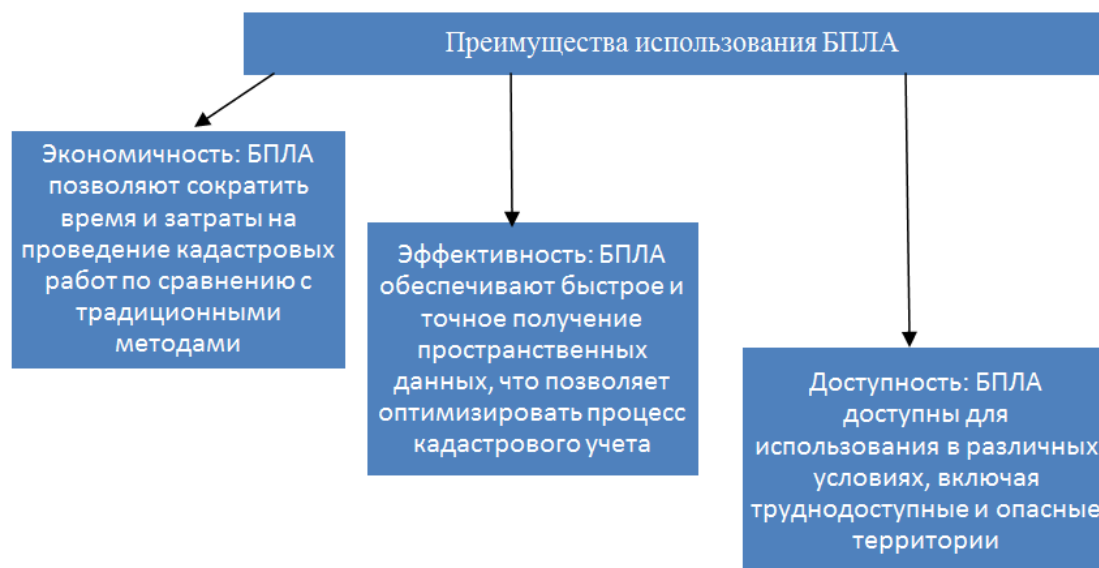 Преимущества использования БПЛА
Экономичность: БПЛА
позволяют сократить
время и затраты на
проведение кадастровых
работ по сравнению с
традиционными
методами
Эффективность: БПЛА
обеспечивают быстрое и
точное получение
пространственных
данных, что позволяет
оптимизировать процесс
кадастрового учета
Доступность: БПЛА
доступны для
использования в различных
условиях, включая
труднодоступные и опасные
территории